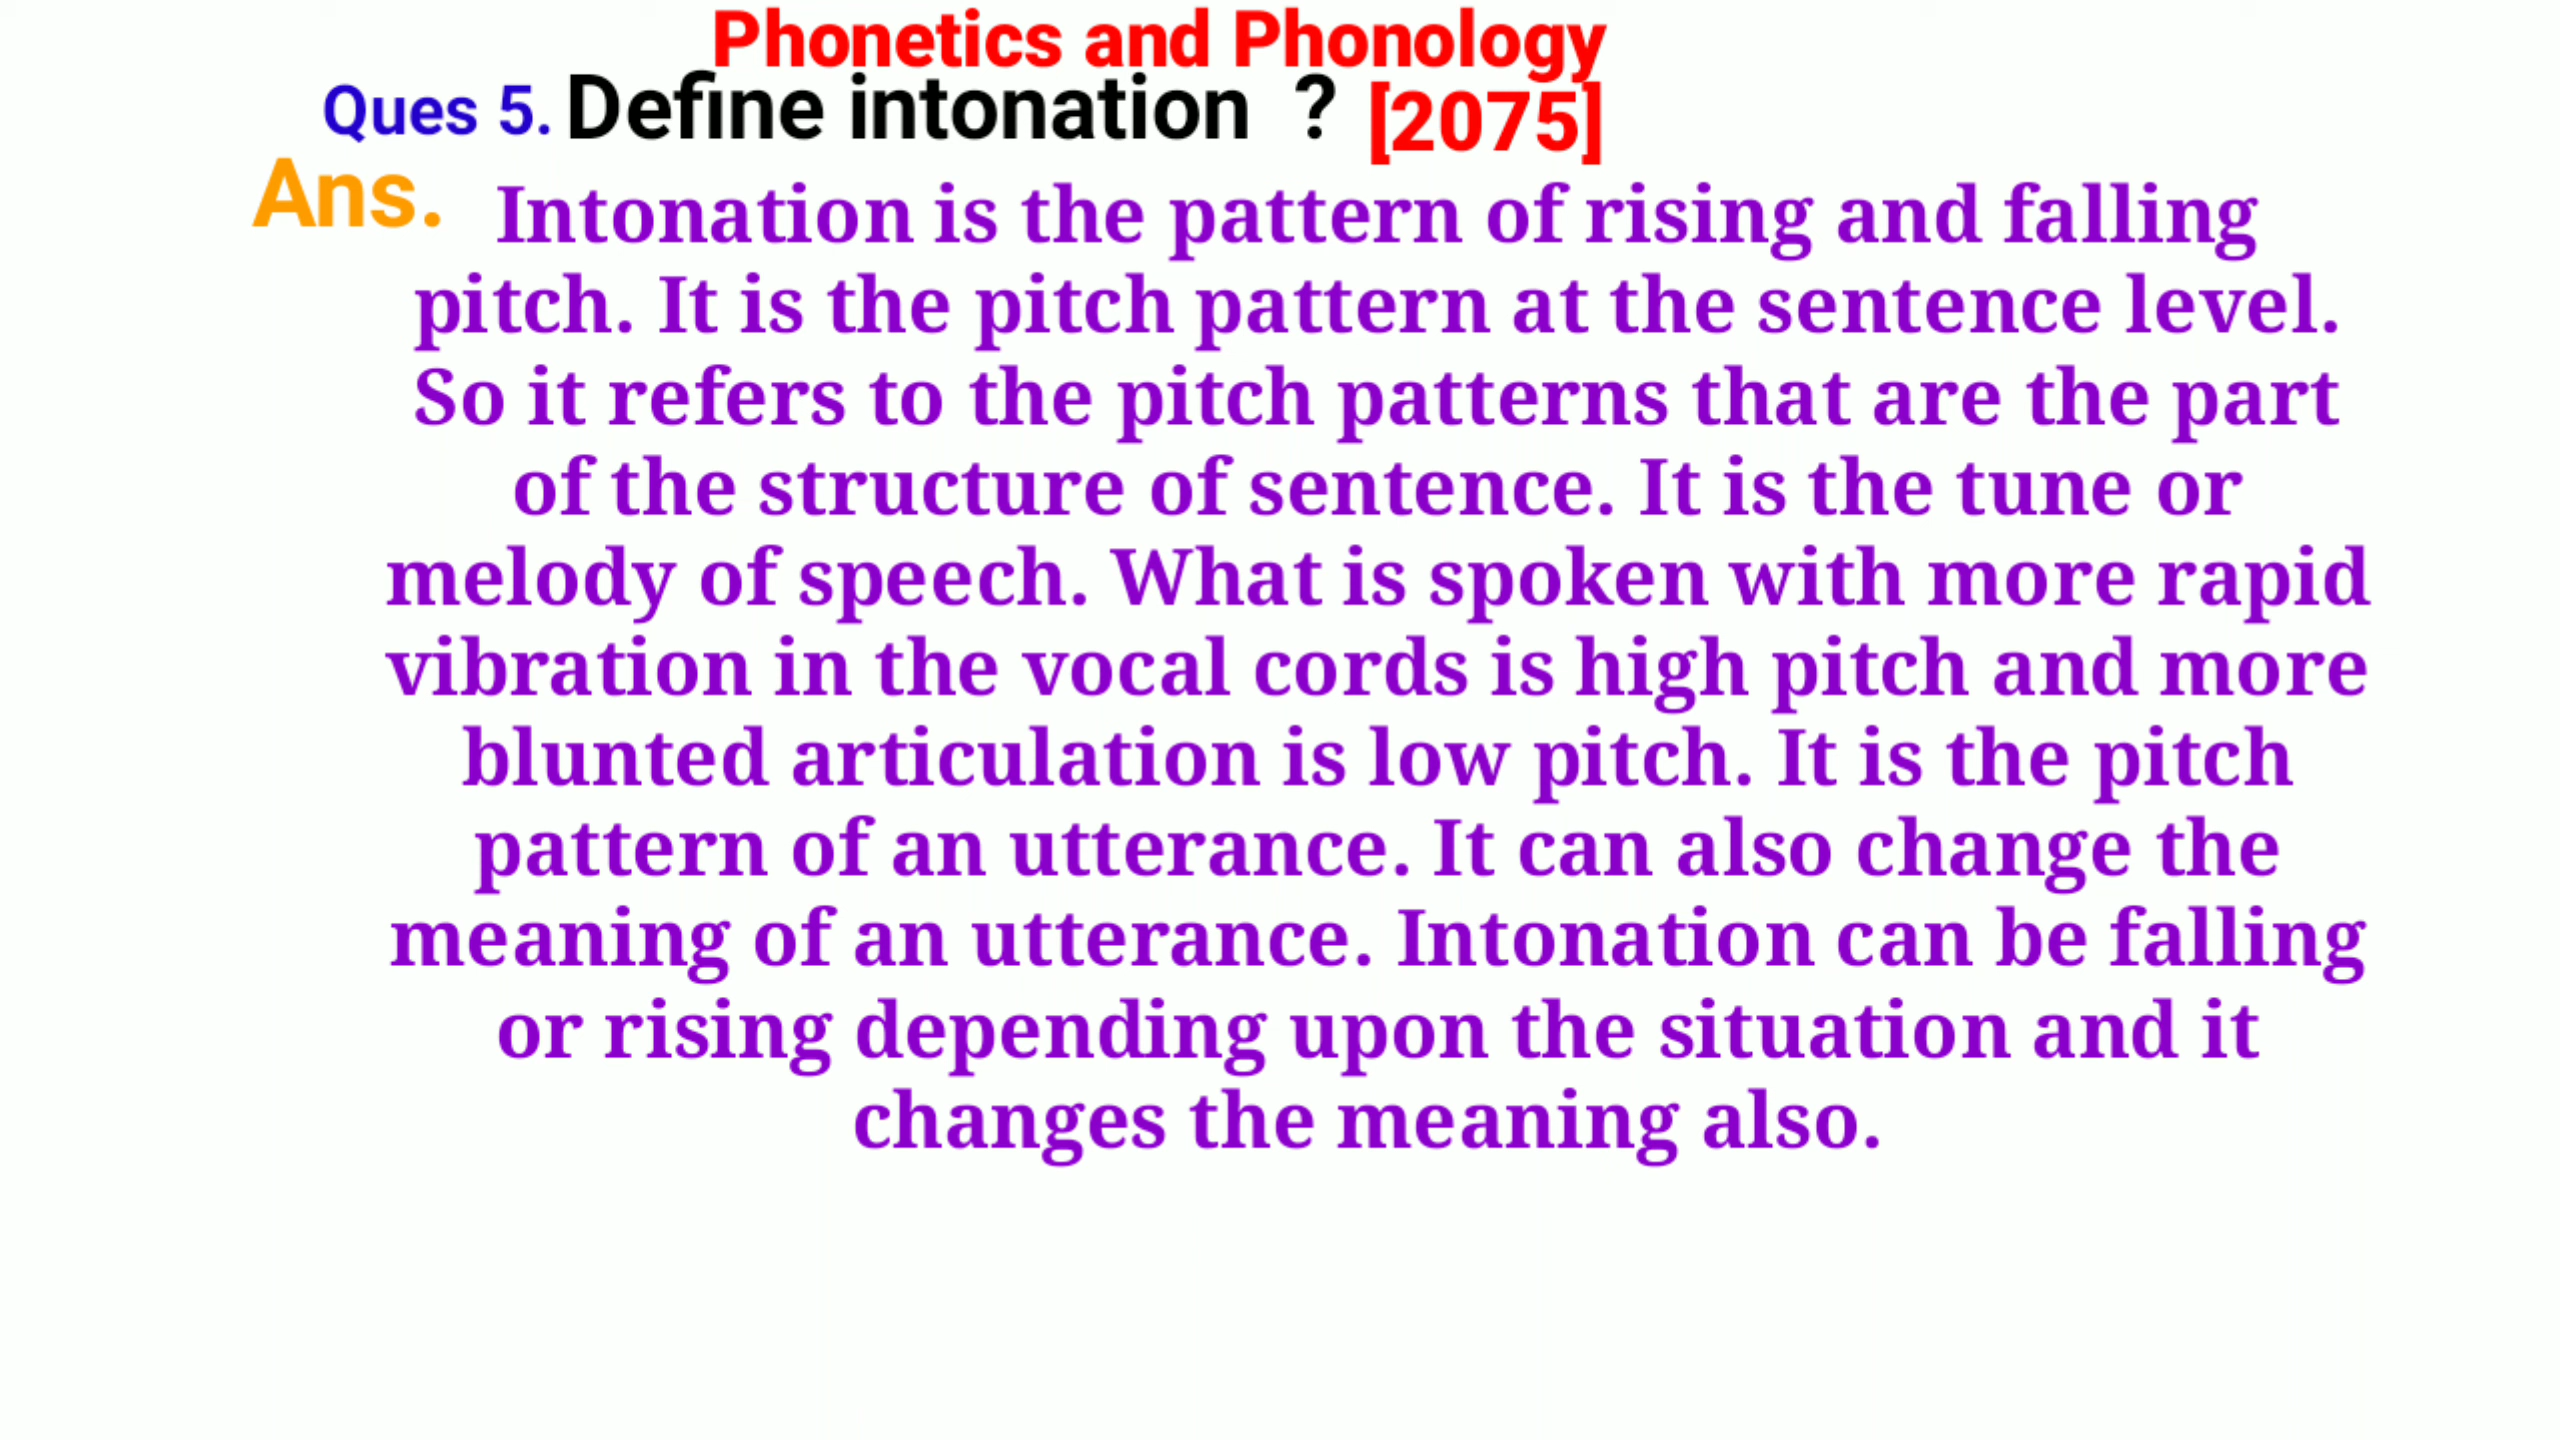 Phonetics and Phonology
Ques 5. Define intonation ? [2075]
Ans. Intonation is the pattern of rising and falling
pitch. It is the pitch pattern at the sentence level.
So it refers to the pitch patterns that are the part
of the structure of sentence. It is the tune or
melody of speech. What is spoken with more rapid
vibration in the vocal cords is high pitch and more
blunted articulation is low pitch. It is the pitch
pattern of an utterance. It can also change the
meaning of an utterance. Intonation can be falling
or rising depending upon the situation and it
changes the meaning also.